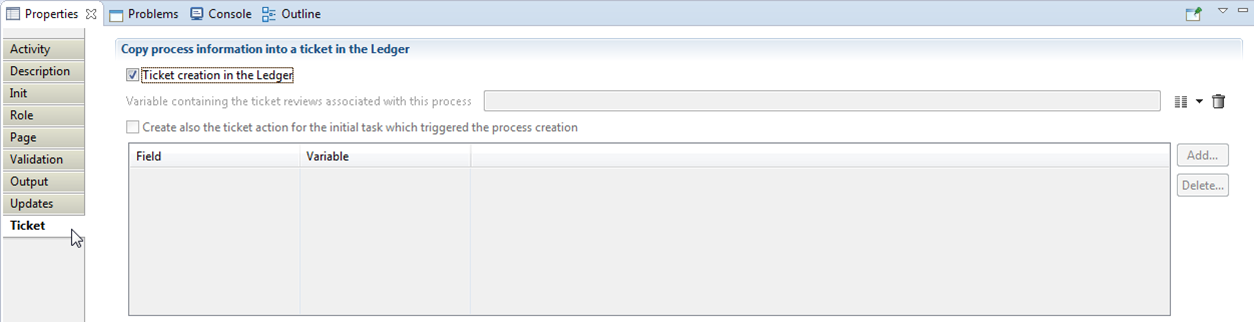 Properties Problems Console Outline
Copy process information into a ticket in the Ledger
Activity
Ticket creation in the Ledger
Description
Init
Variable containing the ticket reviews associated with this process
Role
Create also the ticket action for the initial task which triggered the process creation
Page
Field Variable Add...
Validation
Output
Delete...
Updates
Ticket